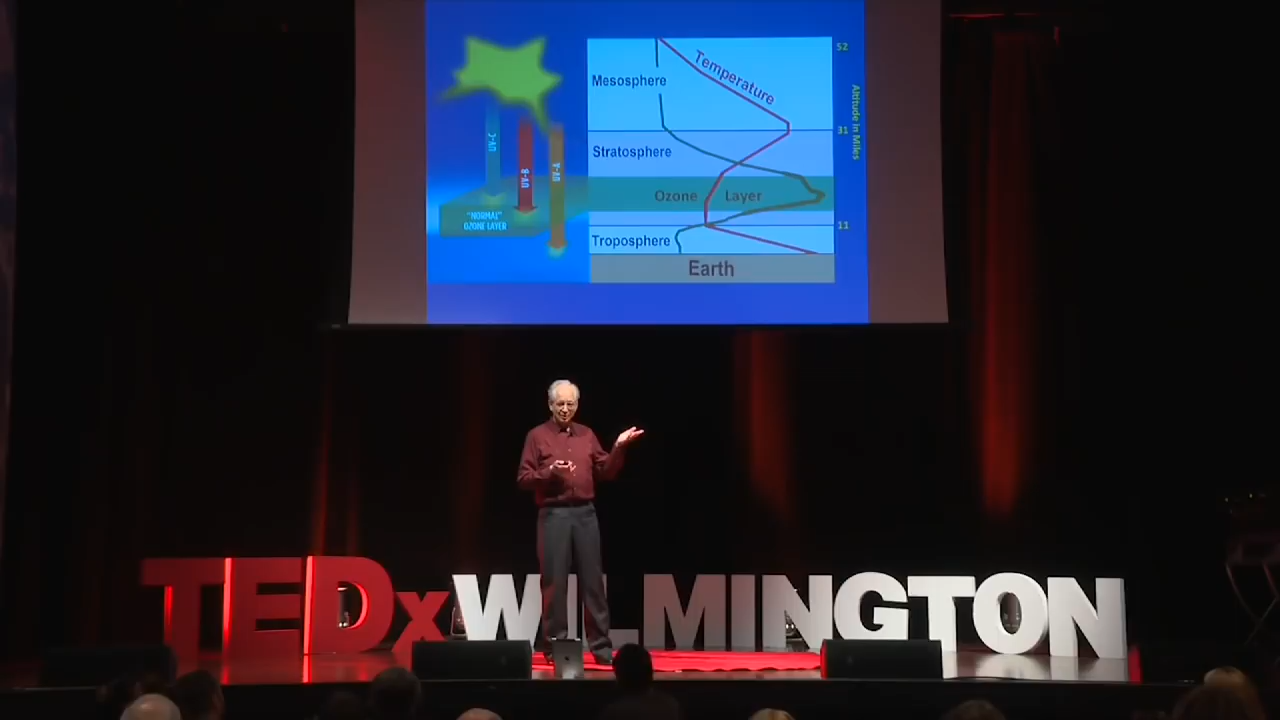 52
Temperature
Mesosphere
Altitude in Miles
31
UV-C
UV-B
UV-A
Stratosphere
Ozone Layer
"NORMAL"
OZONE LAYER
11
Troposphere
Earth
TEDxWILMINGTON